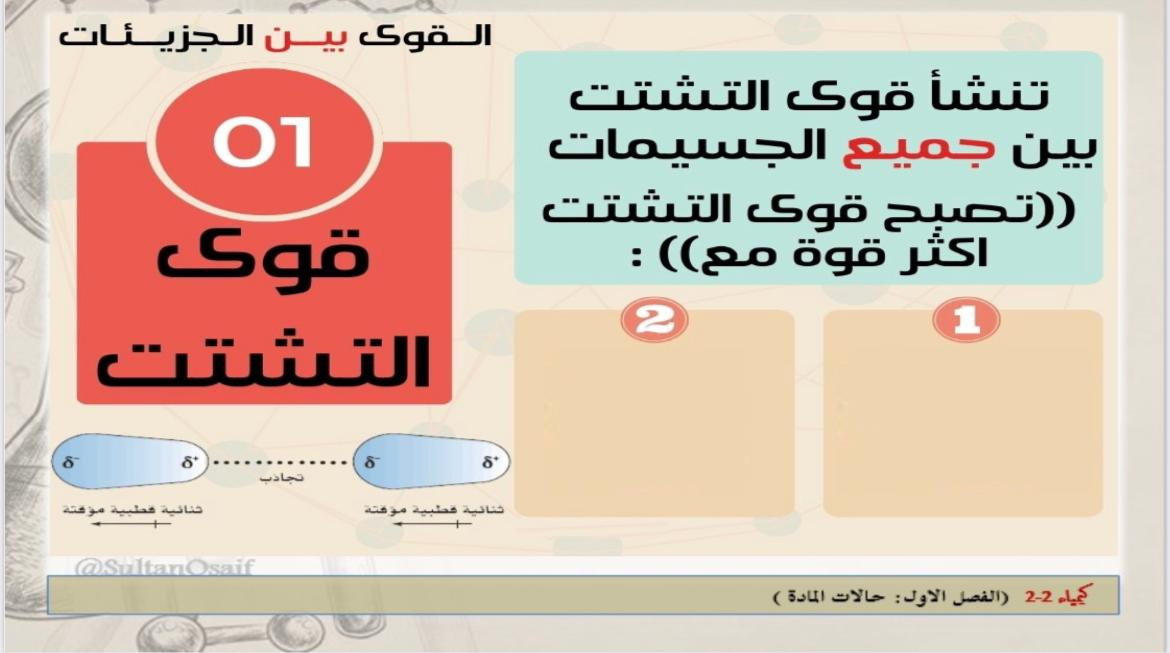 القوى بين الجزيئات
01
قوى
التشتت
تنشأ قوى التشتت
بين جميع الجسيمات
((تصبح قوى التشتت
اكثر قوة مع)) :
1
2
δ⁻ δ⁺ تجاذب δ⁻ δ⁺
ثنائية قطبية مؤقتة
ثنائية قطبية مؤقتة
@SultanOsaif
كيمياء 2-2 (الفصل الاول: حالات المادة )